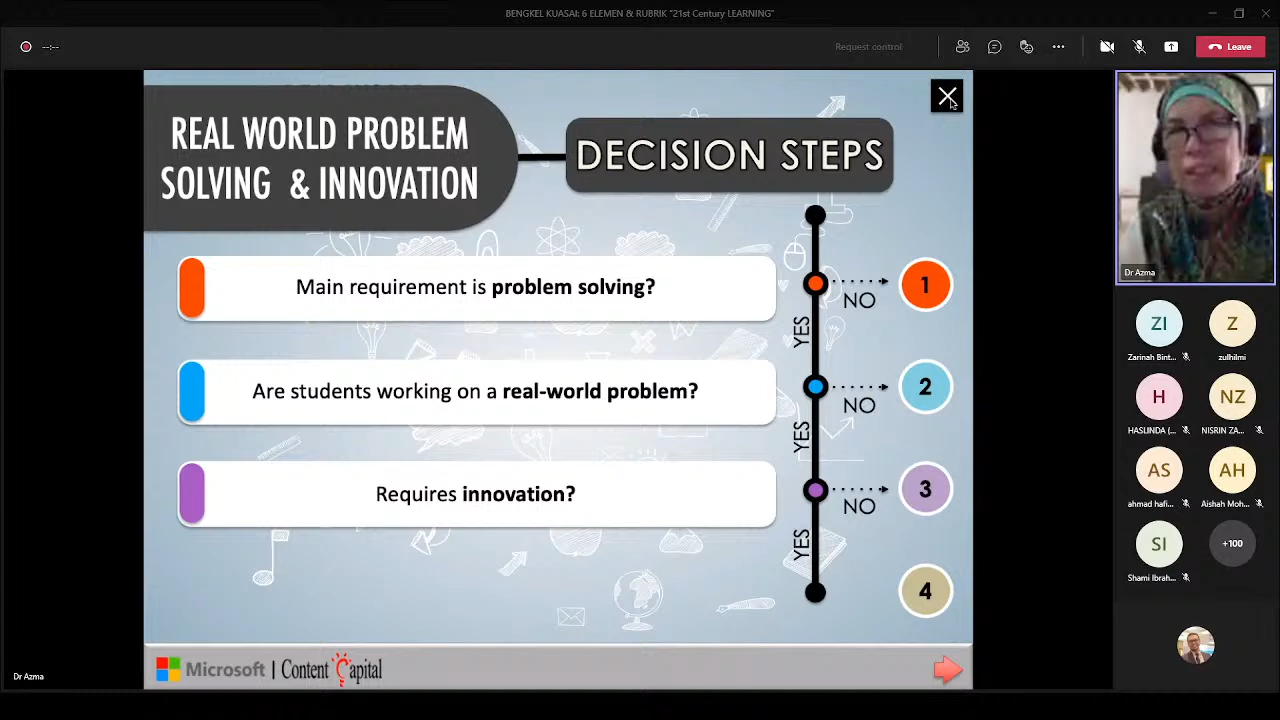 BENGKEL KUASAI: 6 ELEMEN & RUBRIK "21st Century LEARNING"
--:--
Request control
Leave
REAL WORLD PROBLEM
SOLVING & INNOVATION
DECISION STEPS
Main requirement is problem solving?
NO
1
YES
Are students working on a real-world problem?
NO
2
YES
Requires innovation?
NO
3
YES
4
Microsoft | Content Capital
Dr Azma
Dr Azma
ZI
Z
Zarinah Bint...
zulhilmi
H
NZ
HASLINDA (...
NISRIN ZA...
AS
AH
ahmad hafi...
Aishah Moh...
SI
+100
Shami Ibrah...